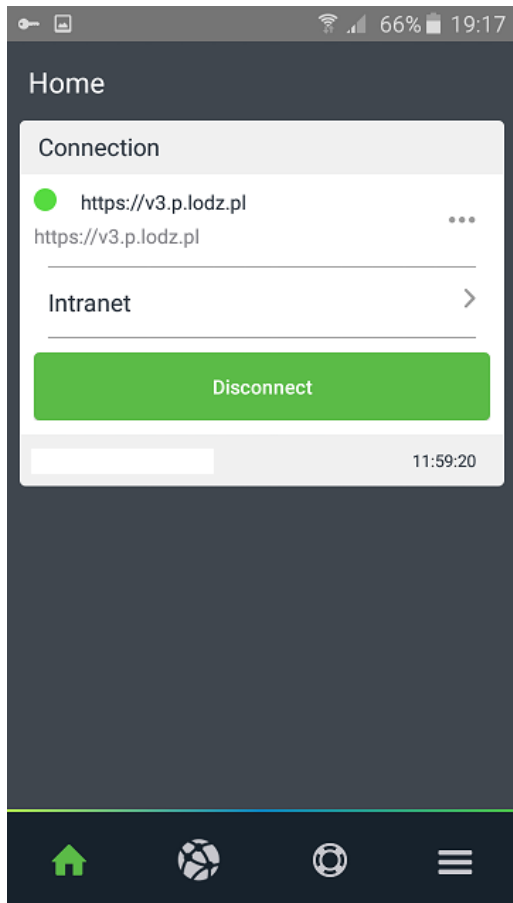 66% 19:17
Home
Connection
https://v3.p.lodz.pl
https://v3.p.lodz.pl
Intranet
Disconnect
11:59:20